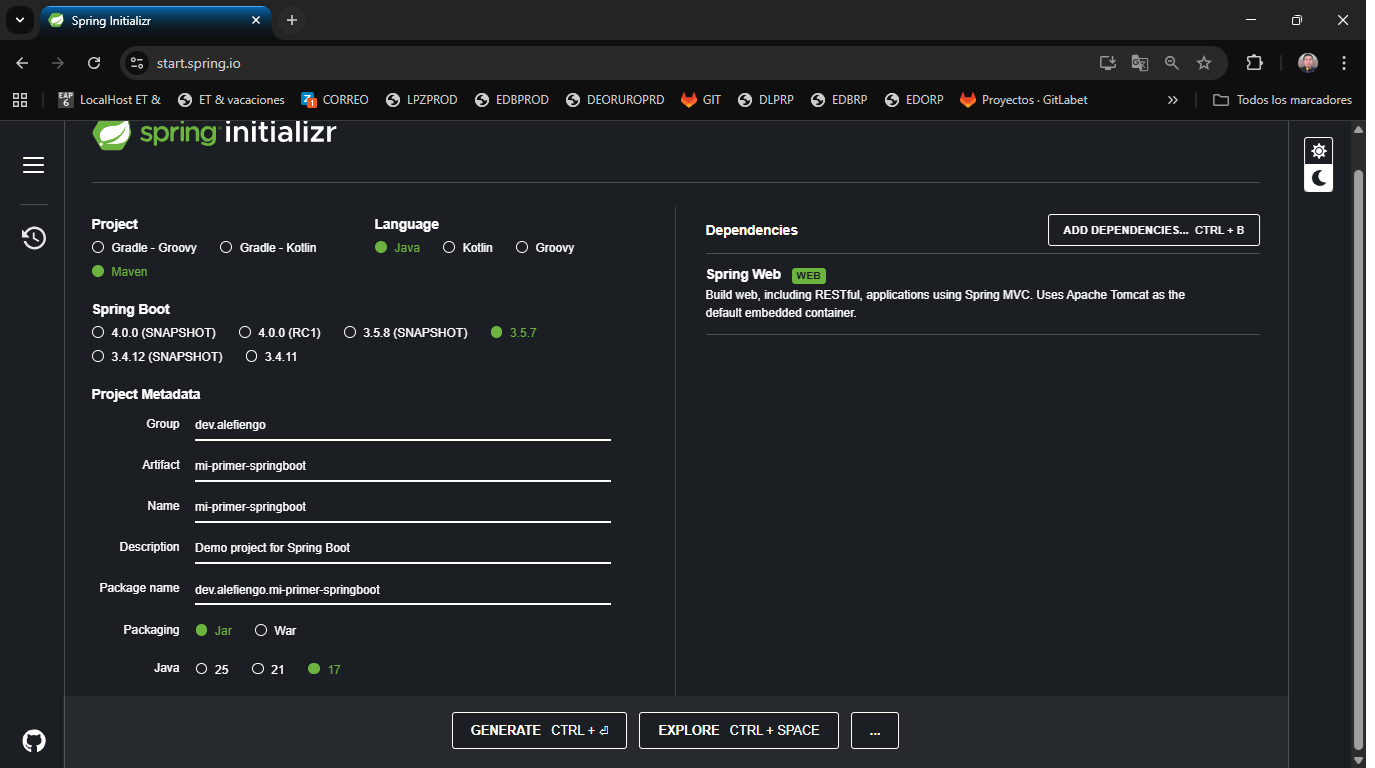 Spring Initializr
start.spring.io
EAP 6 LocalHost ET & ET & vacaciones CORREO LPZPROD EDBPROD DEORUROPRD GIT DLPRP EDBRP EDORP Proyectos · GitLabet » Todos los marcadores
spring initializr
Project
Gradle - Groovy Gradle - Kotlin
Maven
Language
Java Kotlin Groovy
Spring Boot
4.0.0 (SNAPSHOT) 4.0.0 (RC1) 3.5.8 (SNAPSHOT) 3.5.7
3.4.12 (SNAPSHOT) 3.4.11
Project Metadata
Group dev.alefiengo
Artifact mi-primer-springboot
Name mi-primer-springboot
Description Demo project for Spring Boot
Package name dev.alefiengo.mi-primer-springboot
Packaging Jar War
Java 25 21 17
Dependencies ADD DEPENDENCIES... CTRL + B
Spring Web WEB
Build web, including RESTful, applications using Spring MVC. Uses Apache Tomcat as the
default embedded container.
GENERATE CTRL + ⏎ EXPLORE CTRL + SPACE ...